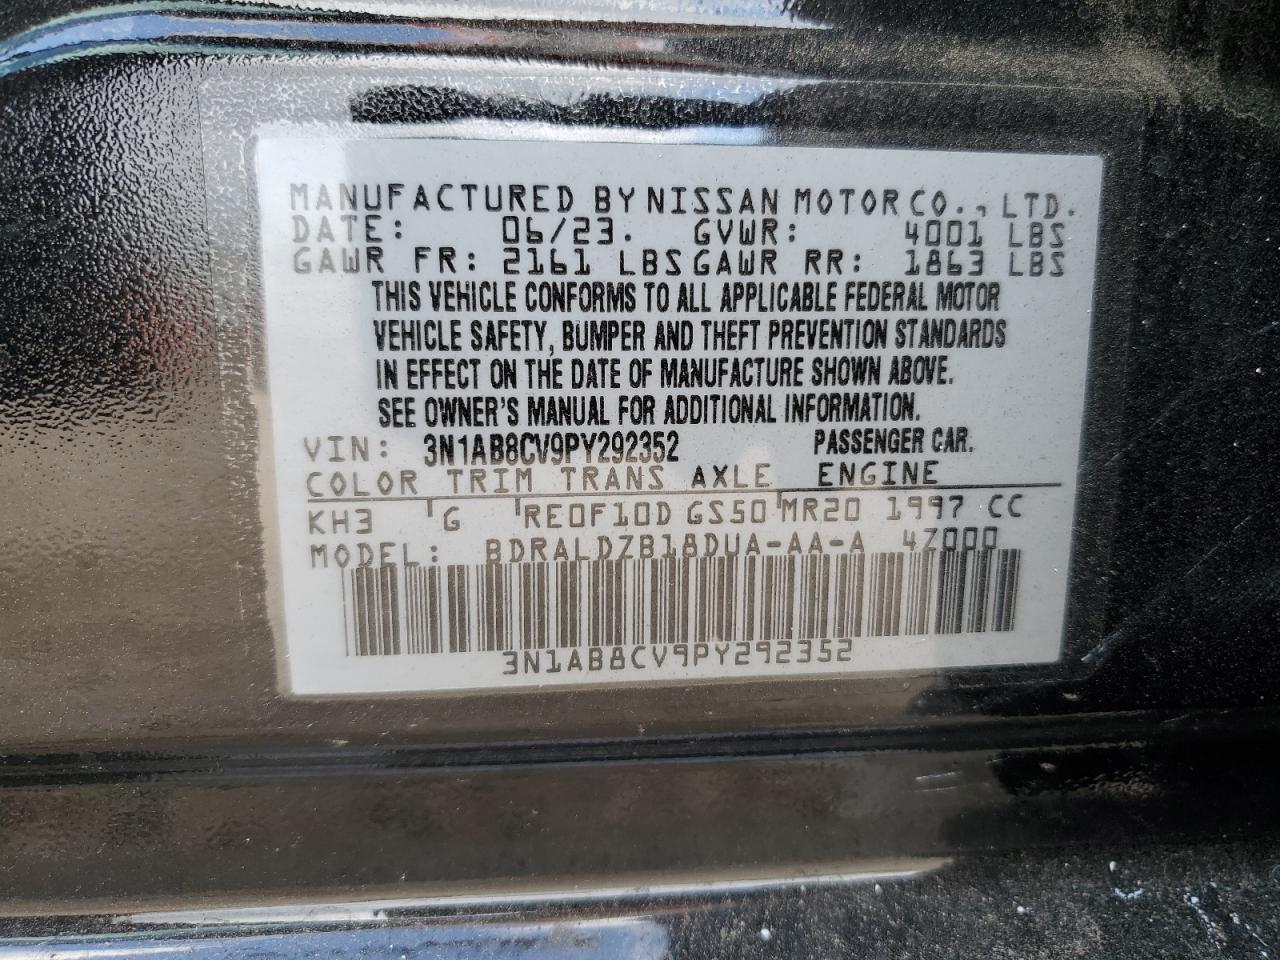 MANUFACTURED BY NISSAN MOTOR CO., LTD.
DATE: 06/23. GVWR: 4001 LBS
GAWR FR: 2161 LBS GAWR RR: 1863 LBS
THIS VEHICLE CONFORMS TO ALL APPLICABLE FEDERAL MOTOR
VEHICLE SAFETY, BUMPER AND THEFT PREVENTION STANDARDS
IN EFFECT ON THE DATE OF MANUFACTURE SHOWN ABOVE.
SEE OWNER'S MANUAL FOR ADDITIONAL INFORMATION.
VIN: 3N1AB8CV9PY292352 PASSENGER CAR.
COLOR TRIM TRANS AXLE ENGINE
KH3 G RE0F10D GS50 MR20 1997 CC
MODEL: BDRALDZB18DUA-AA-A 4Z000
3N1AB8CV9PY292352